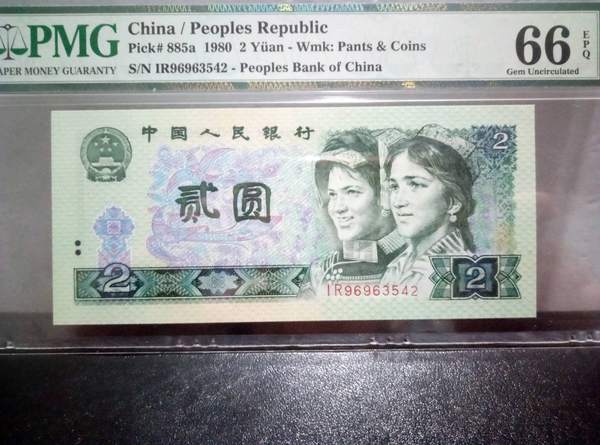 PMG
PAPER MONEY GUARANTY
China / Peoples Republic
Pick# 885a 1980 2 Yüan - Wmk: Pants & Coins
S/N IR96963542 - Peoples Bank of China
66 EPQ
Gem Uncirculated
中国人民银行
2
贰圆
IR96963542
2
2